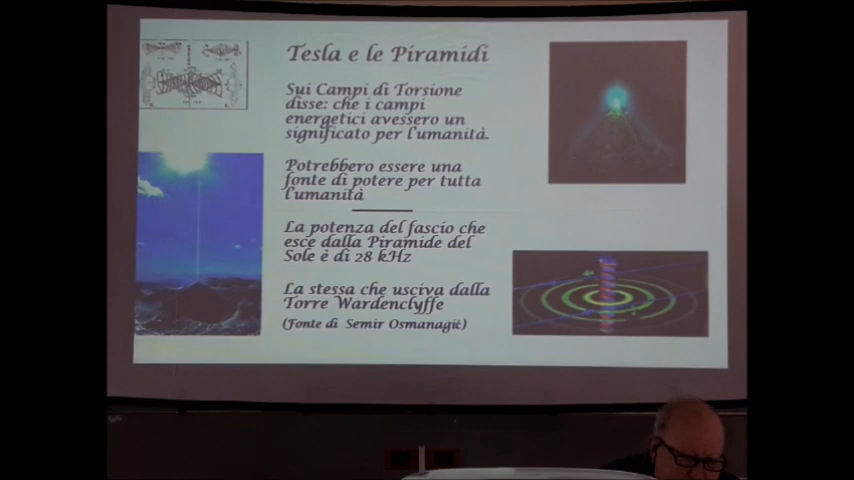 Tesla e le Piramidi
Sui Campi di Torsione
disse: che i campi
energetici avessero un
significato per l'umanità.
Potrebbero essere una
fonte di potere per tutta
l'umanità
La potenza del fascio che
esce dalla Piramide del
Sole è di 28 kHz
La stessa che usciva dalla
Torre Wardenclyffe
(Fonte di Semir Osmanagić)